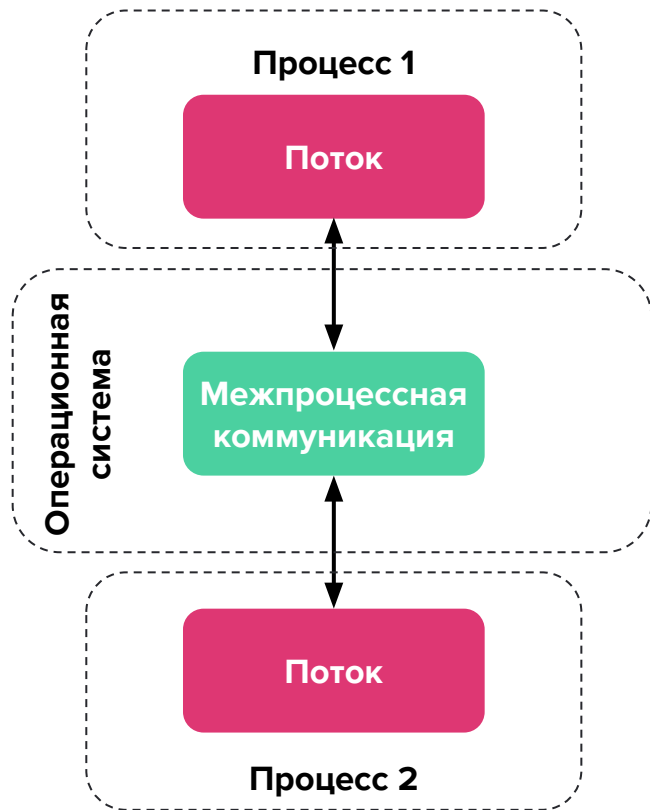 Процесс 1
Поток
Операционная
система
Межпроцессная
коммуникация
Поток
Процесс 2